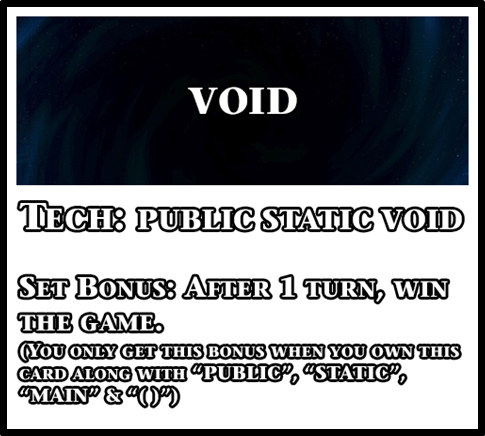 VOID
TECH: PUBLIC STATIC VOID
SET BONUS: AFTER 1 TURN, WIN
THE GAME.
(YOU ONLY GET THIS BONUS WHEN YOU OWN THIS
CARD ALONG WITH “PUBLIC”, “STATIC”,
“MAIN” & “( )”)